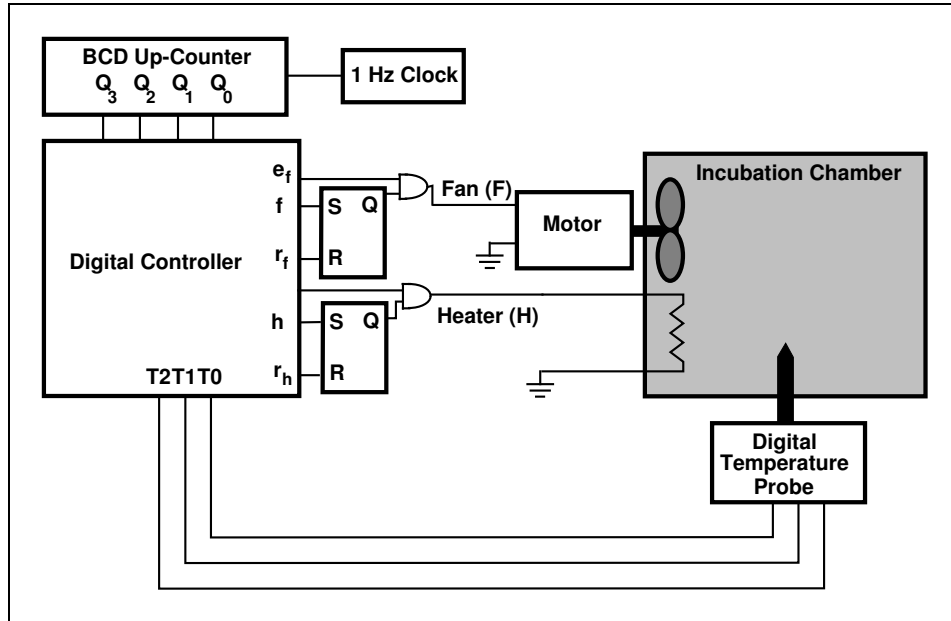 BCD Up-Counter
Q3 Q2 Q1 Q0
1 Hz Clock
Digital Controller
ef
f
rf
h
rh
T2T1T0
S Q
R
S Q
R
Fan (F)
Heater (H)
Motor
Incubation Chamber
Digital
Temperature
Probe